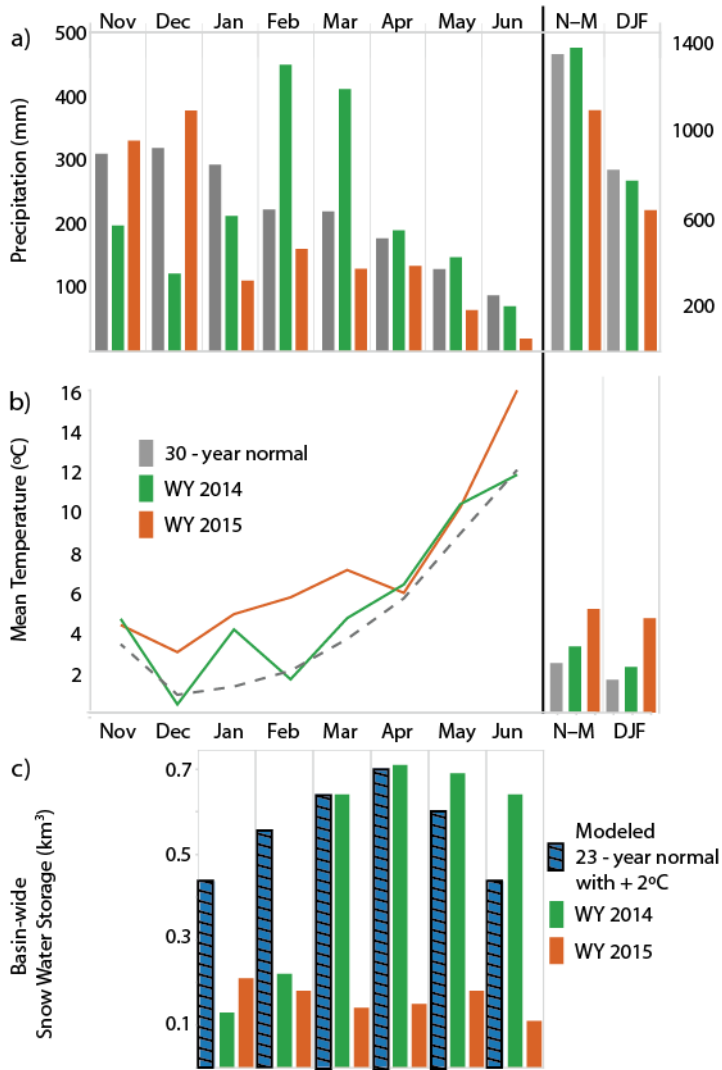 a)
Nov Dec Jan Feb Mar Apr May Jun N–M DJF
Precipitation (mm)
500
400
300
200
100
1400
1000
600
200
b)
Mean Temperature (ºC)
16
14
12
10
8
6
4
2
30 - year normal
WY 2014
WY 2015
Nov Dec Jan Feb Mar Apr May Jun N–M DJF
c)
Basin-wide
Snow Water Storage (km³)
0.7
0.5
0.3
0.1
Modeled
23 - year normal
with + 2ºC
WY 2014
WY 2015